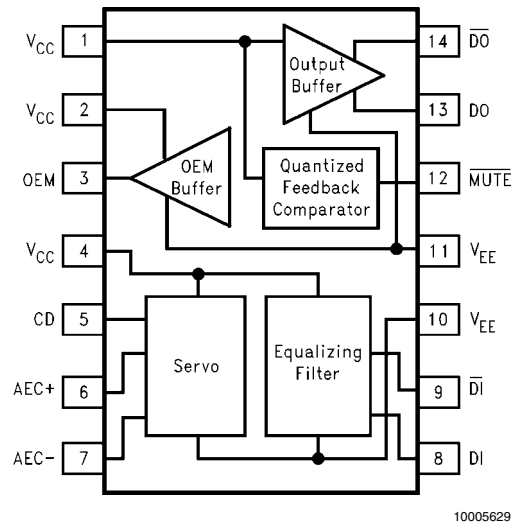 V_CC 1
V_CC 2
OEM 3
V_CC 4
CD 5
AEC+ 6
AEC- 7
Output
Buffer
OEM
Buffer
Quantized
Feedback
Comparator
Servo
Equalizing
Filter
14 D̅O̅
13 DO
12 M̅U̅T̅E̅
11 V_EE
10 V_EE
9 D̅I̅
8 DI
10005629